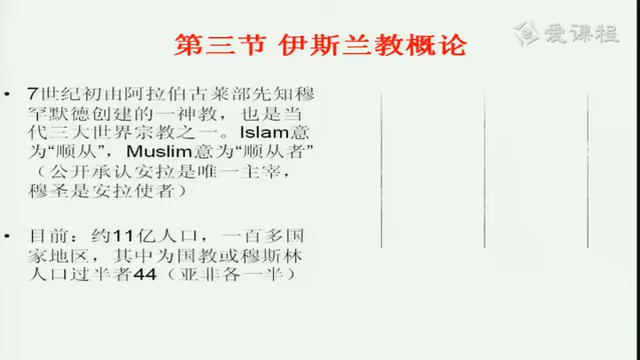 第三节 伊斯兰教概论
爱课程
• 7世纪初由阿拉伯古莱部先知穆
罕默德创建的一神教，也是当
代三大世界宗教之一。Islam意
为“顺从”，Muslim意为“顺从者”
（公开承认安拉是唯一主宰，
穆圣是安拉使者）
• 目前：约11亿人口，一百多国
家地区，其中为国教或穆斯林
人口过半者44（亚非各一半）